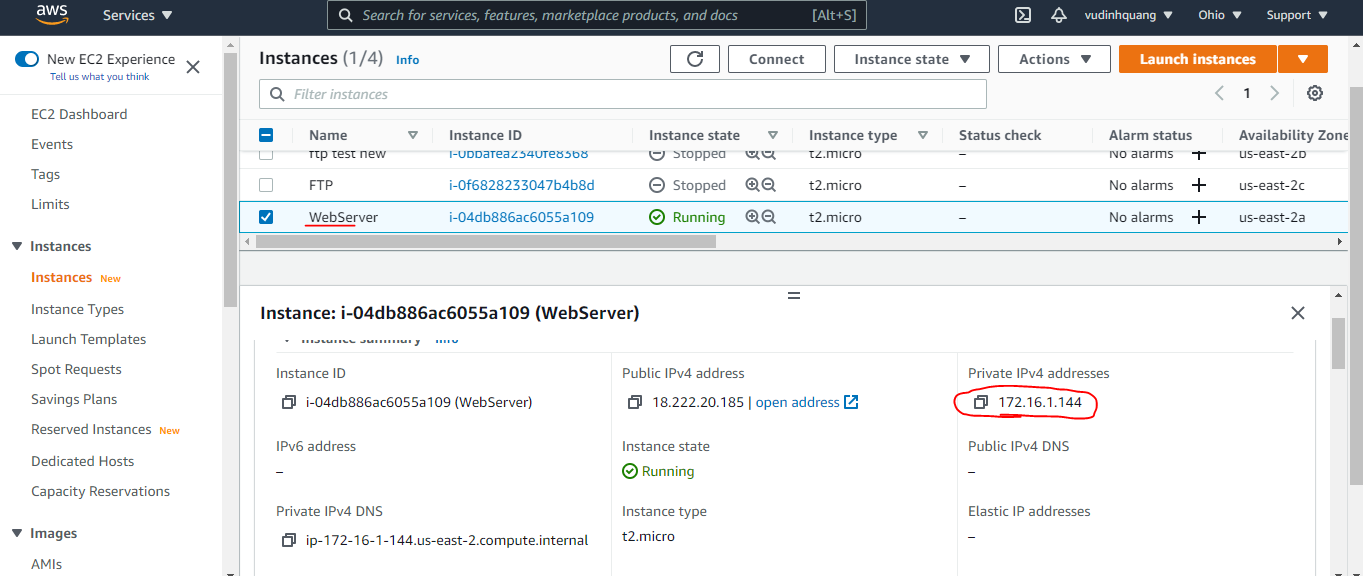 aws
Services
Search for services, features, marketplace products, and docs [Alt+S]
vudinhquang
Ohio
Support
New EC2 Experience
Tell us what you think
EC2 Dashboard
Events
Tags
Limits
Instances
Instances New
Instance Types
Launch Templates
Spot Requests
Savings Plans
Reserved Instances New
Dedicated Hosts
Capacity Reservations
Images
AMIs
Instances (1/4) Info
Connect
Instance state
Actions
Launch instances
Filter instances
1
Name Instance ID Instance state Instance type Status check Alarm status Availability Zone
ftp test new i-0bbafea2340fe8368 Stopped t2.micro – No alarms + us-east-2b
FTP i-0f6828233047b4b8d Stopped t2.micro – No alarms + us-east-2c
WebServer i-04db886ac6055a109 Running t2.micro – No alarms + us-east-2a
Instance: i-04db886ac6055a109 (WebServer)
Instance summary Info
Instance ID
i-04db886ac6055a109 (WebServer)
Public IPv4 address
18.222.20.185 | open address
Private IPv4 addresses
172.16.1.144
IPv6 address
–
Instance state
Running
Public IPv4 DNS
–
Private IPv4 DNS
ip-172-16-1-144.us-east-2.compute.internal
Instance type
t2.micro
Elastic IP addresses
–